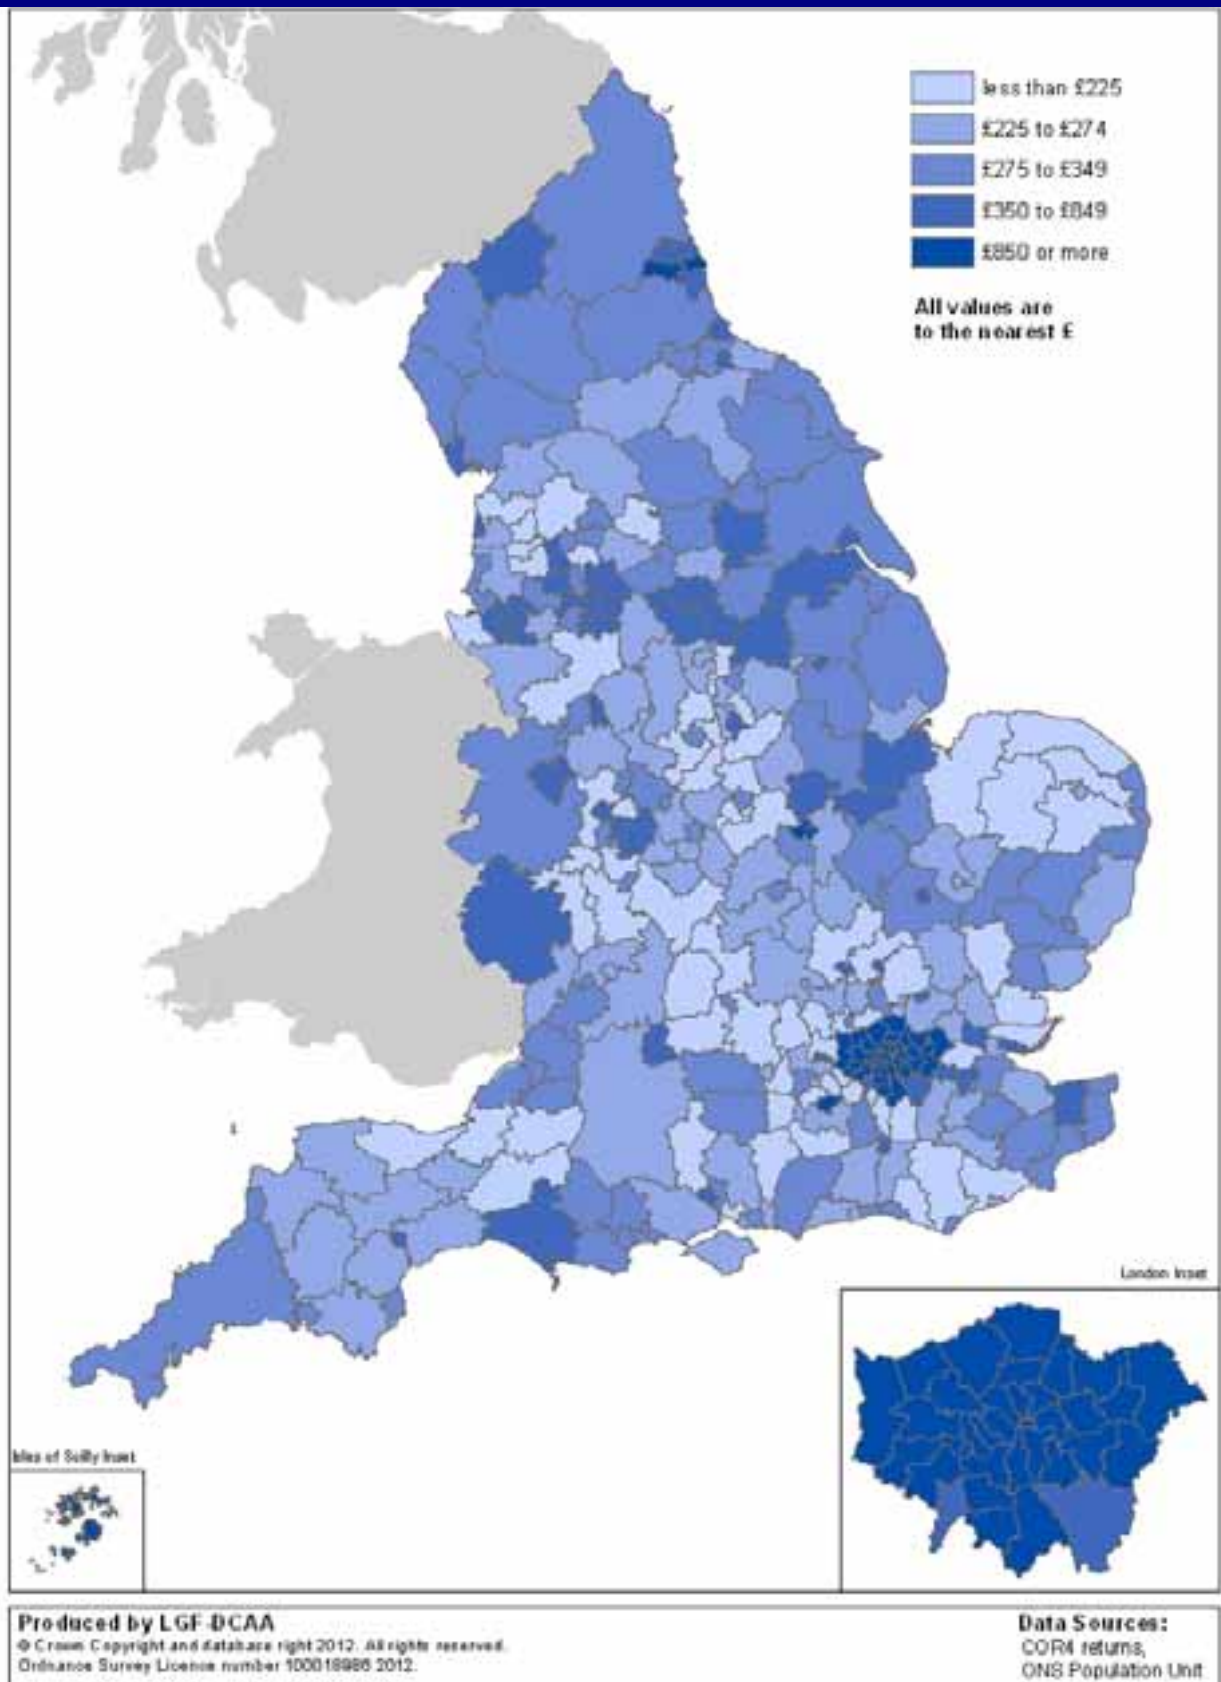 less than £225
£225 to £274
£275 to £349
£350 to £849
£850 or more
All values are
to the nearest £
London Inset
Isles of Scilly Inset
Produced by LGF-DCAA
© Crown Copyright and database right 2012. All rights reserved.
Ordnance Survey Licence number 100018986 2012.
Data Sources:
COR4 returns,
ONS Population Unit